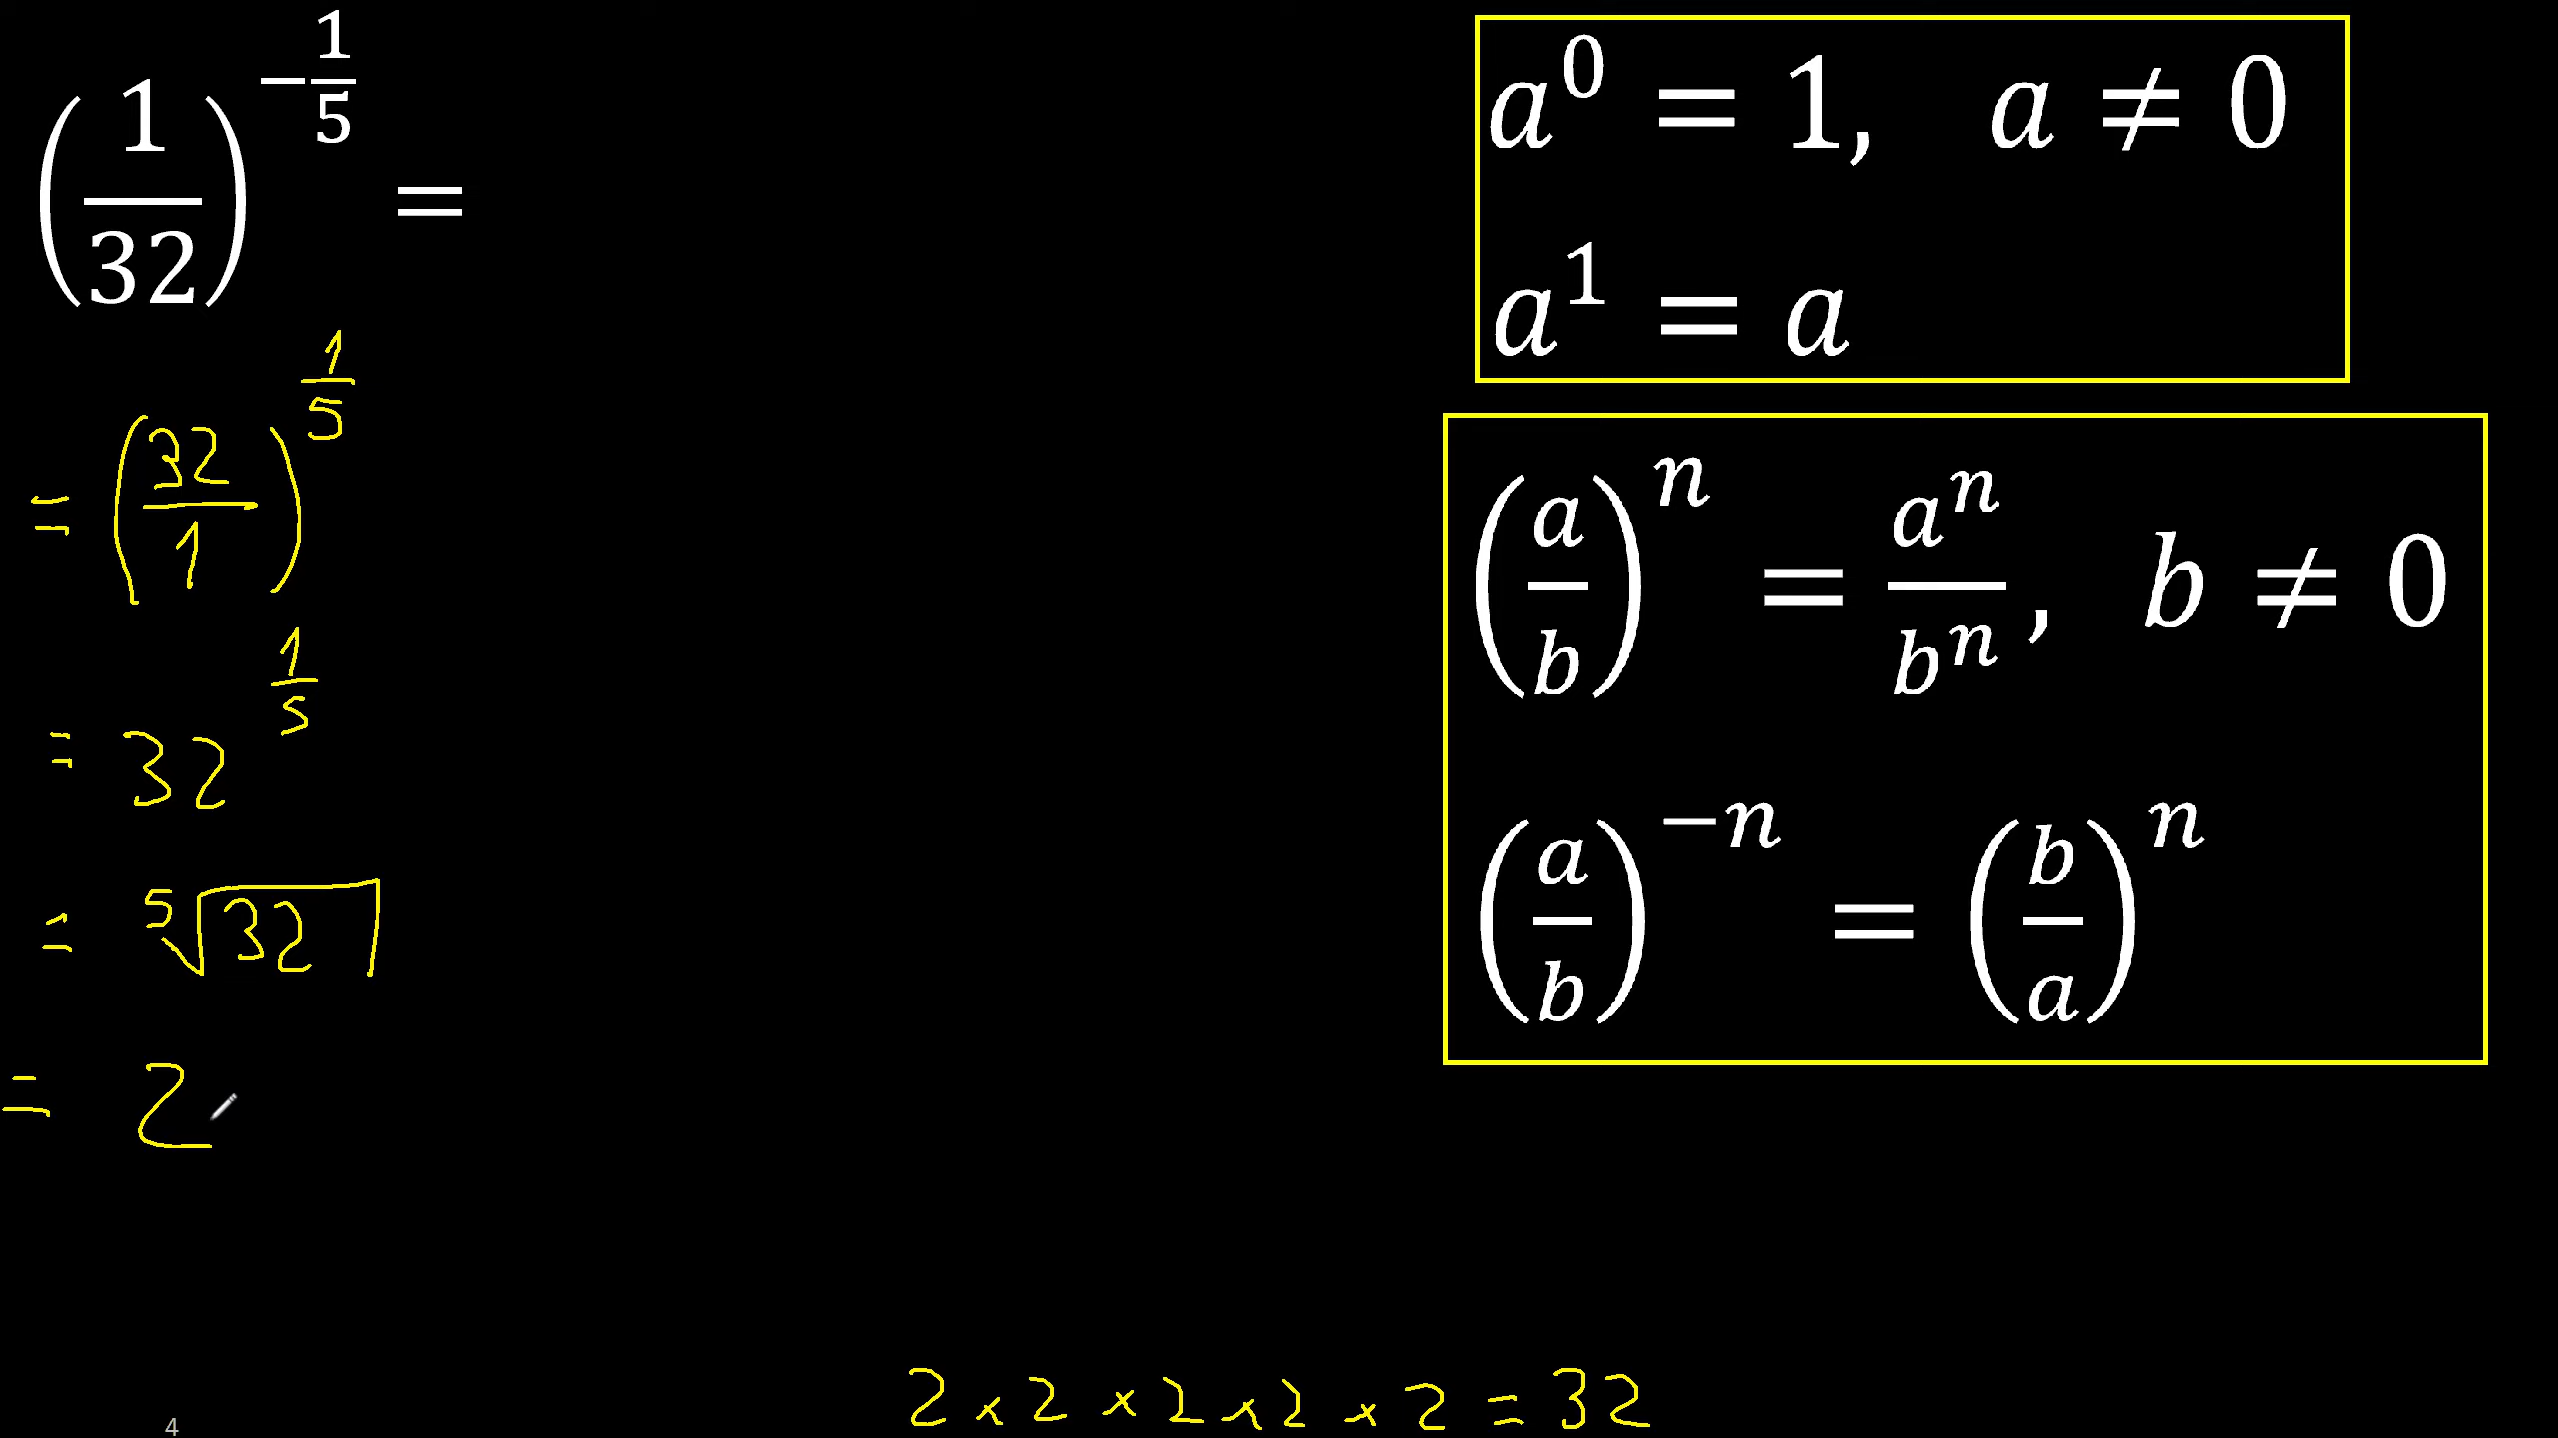 (1/32)^(-1/5) =
= (32/1)^(1/5)
= 32^(1/5)
= ⁵√32
= 2
a⁰ = 1, a ≠ 0
a¹ = a
(a/b)ⁿ = aⁿ/bⁿ, b ≠ 0
(a/b)⁻ⁿ = (b/a)ⁿ
2 × 2 × 2 × 2 × 2 = 32
4